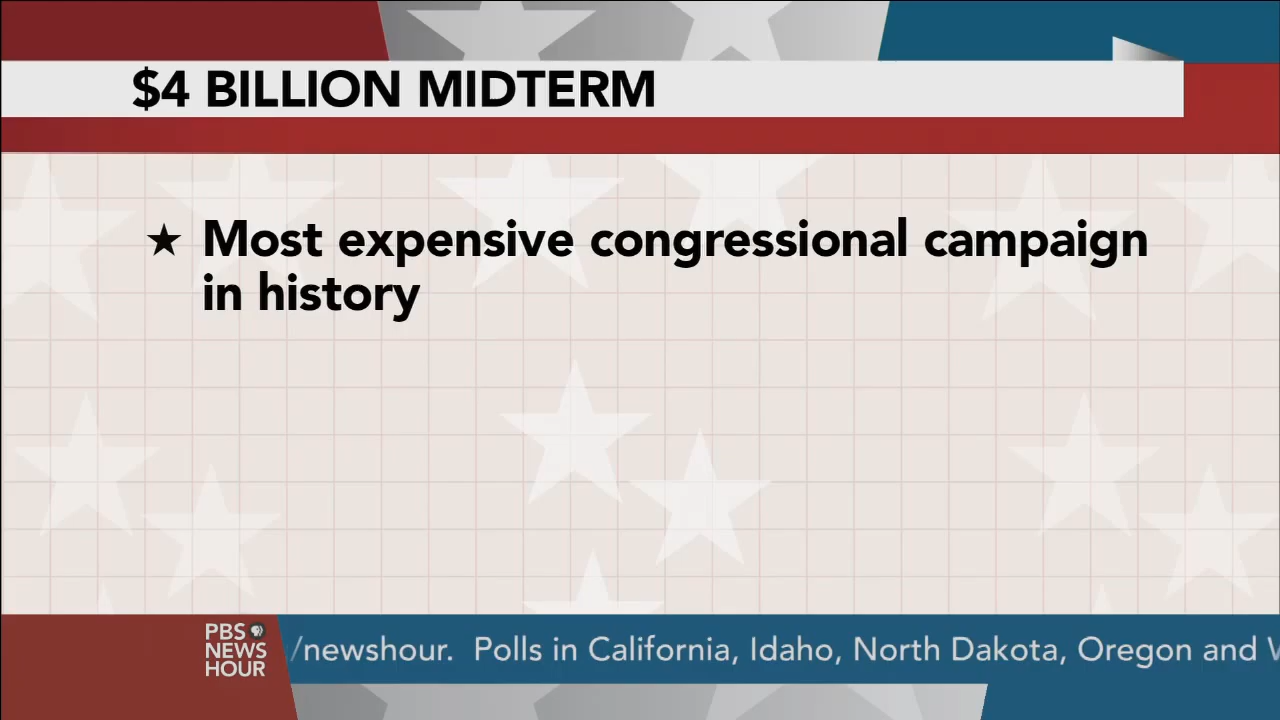 $4 BILLION MIDTERM
★ Most expensive congressional campaign
in history
PBS
NEWS
HOUR
/newshour. Polls in California, Idaho, North Dakota, Oregon and